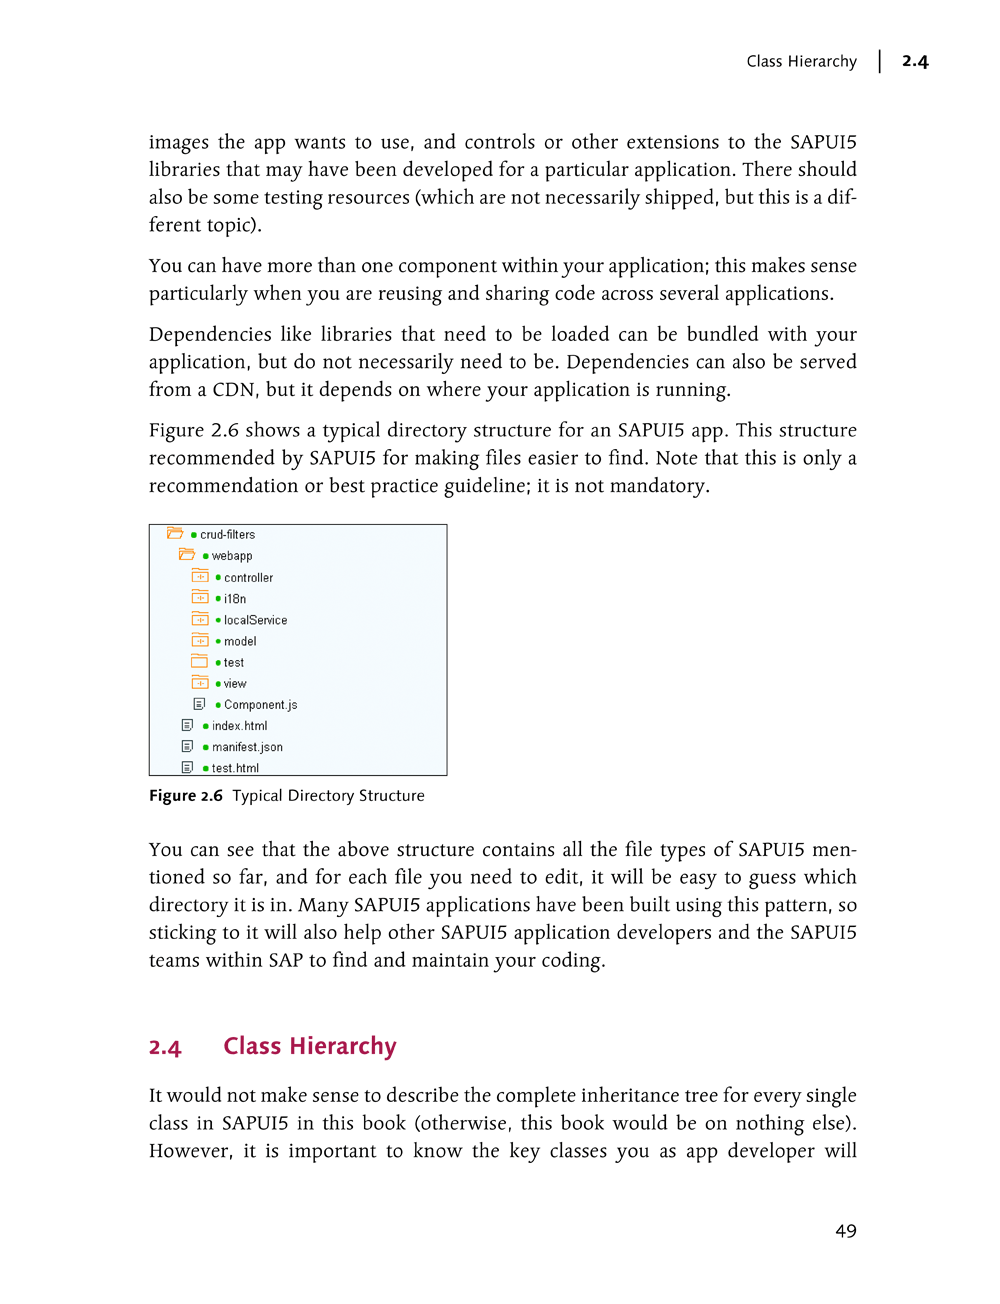 Class Hierarchy | 2.4
images the app wants to use, and controls or other extensions to the SAPUI5
libraries that may have been developed for a particular application. There should
also be some testing resources (which are not necessarily shipped, but this is a dif-
ferent topic).
You can have more than one component within your application; this makes sense
particularly when you are reusing and sharing code across several applications.
Dependencies like libraries that need to be loaded can be bundled with your
application, but do not necessarily need to be. Dependencies can also be served
from a CDN, but it depends on where your application is running.
Figure 2.6 shows a typical directory structure for an SAPUI5 app. This structure
recommended by SAPUI5 for making files easier to find. Note that this is only a
recommendation or best practice guideline; it is not mandatory.
crud-filters
webapp
controller
i18n
localService
model
test
view
Component.js
index.html
manifest.json
test.html
Figure 2.6 Typical Directory Structure
You can see that the above structure contains all the file types of SAPUI5 men-
tioned so far, and for each file you need to edit, it will be easy to guess which
directory it is in. Many SAPUI5 applications have been built using this pattern, so
sticking to it will also help other SAPUI5 application developers and the SAPUI5
teams within SAP to find and maintain your coding.
2.4 Class Hierarchy
It would not make sense to describe the complete inheritance tree for every single
class in SAPUI5 in this book (otherwise, this book would be on nothing else).
However, it is important to know the key classes you as app developer will
49